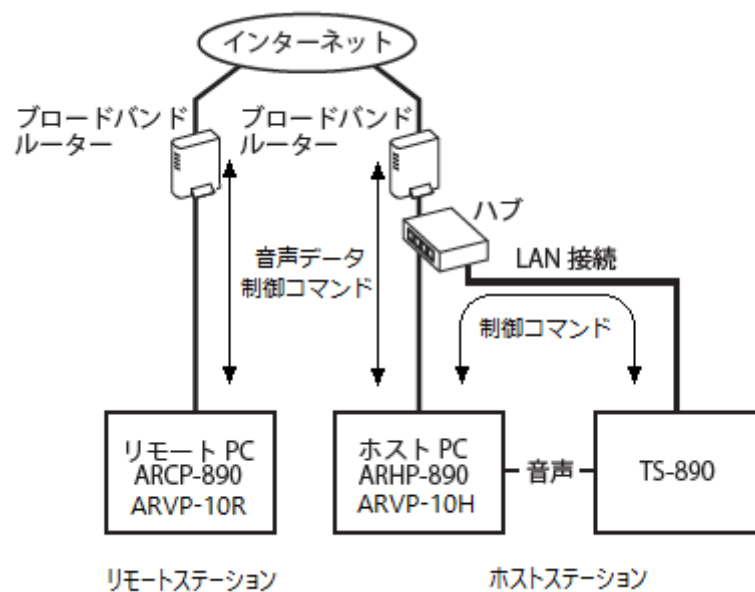 インターネット
ブロードバンド
ルーター
ブロードバンド
ルーター
ハブ
LAN 接続
音声データ
制御コマンド
制御コマンド
リモート PC
ARCP-890
ARVP-10R
ホスト PC
ARHP-890
ARVP-10H
音声
TS-890
リモートステーション
ホストステーション